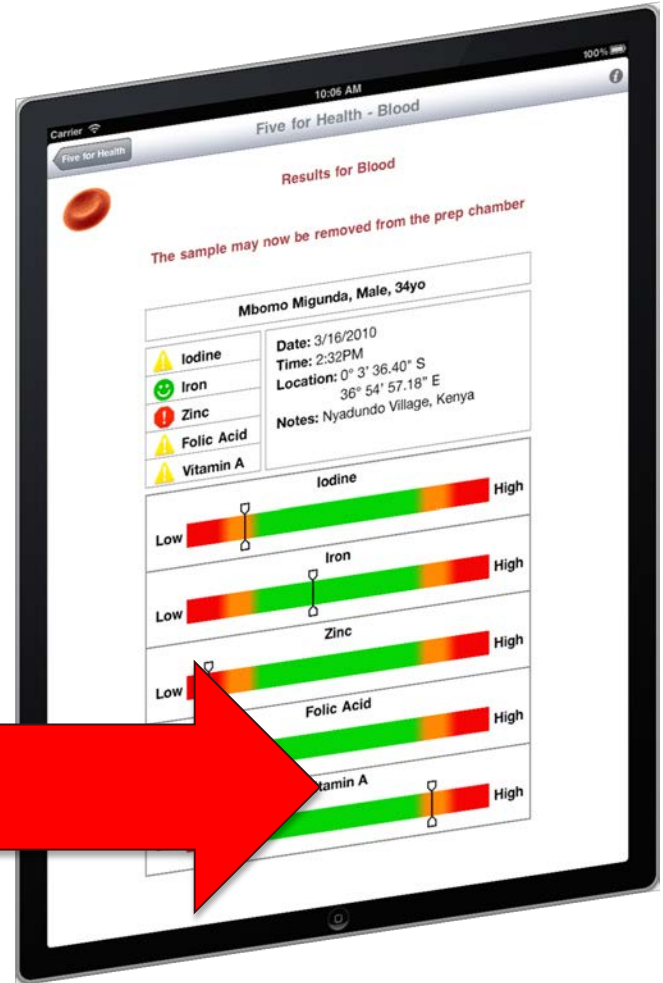 Carrier 10:06 AM 100%
Five for Health Five for Health - Blood
Results for Blood
The sample may now be removed from the prep chamber
Mbomo Migunda, Male, 34yo
Iodine
Iron
Zinc
Folic Acid
Vitamin A
Date: 3/16/2010
Time: 2:32PM
Location: 0° 3' 36.40" S
36° 54' 57.18" E
Notes: Nyadundo Village, Kenya
Iodine
Low High
Iron
Low High
Zinc
Low High
Folic Acid
High
A
High